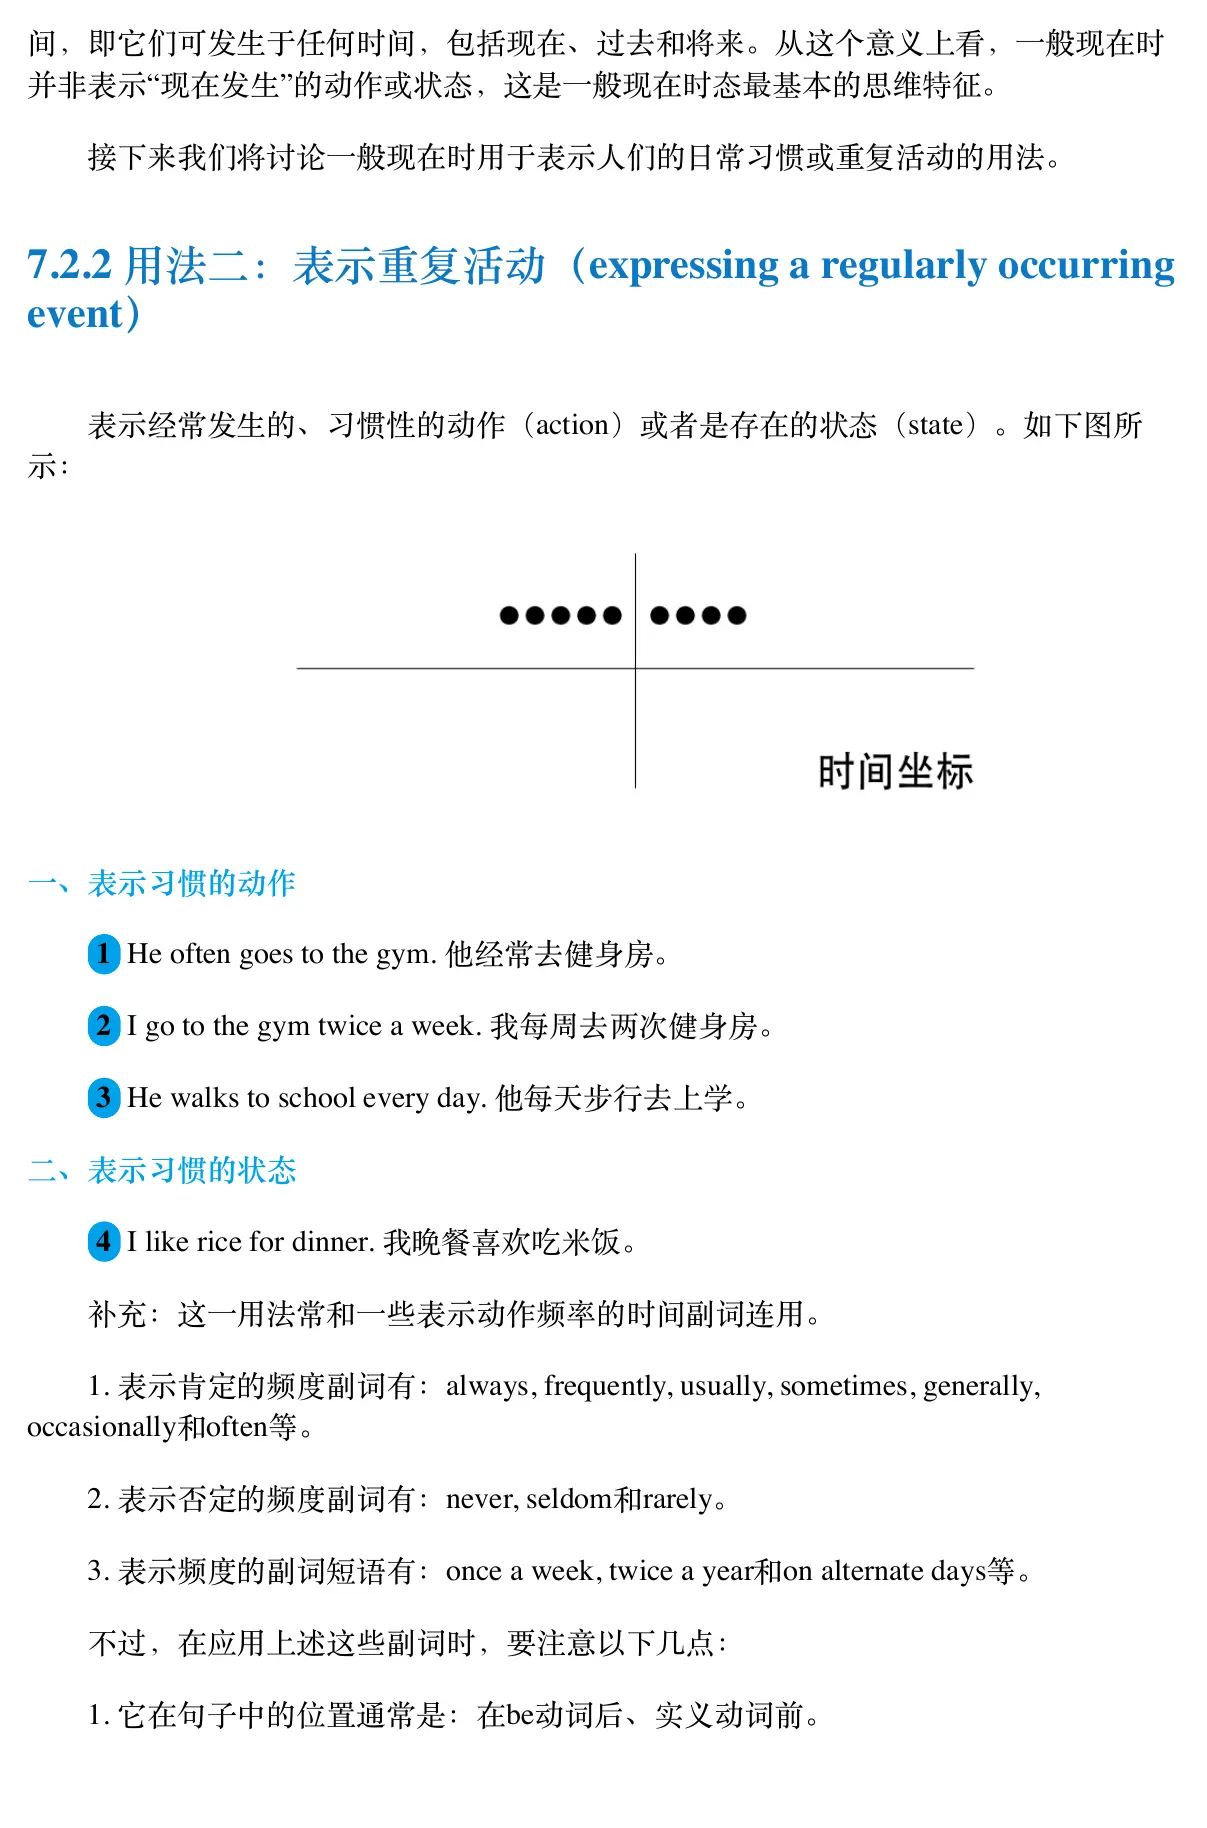 间，即它们可发生于任何时间，包括现在、过去和将来。从这个意义上看，一般现在时
并非表示“现在发生”的动作或状态，这是一般现在时态最基本的思维特征。
接下来我们将讨论一般现在时用于表示人们的日常习惯或重复活动的用法。
7.2.2 用法二：表示重复活动（expressing a regularly occurring
event）
表示经常发生的、习惯性的动作（action）或者是存在的状态（state）。如下图所
示：
时间坐标
一、表示习惯的动作
1 He often goes to the gym. 他经常去健身房。
2 I go to the gym twice a week. 我每周去两次健身房。
3 He walks to school every day. 他每天步行去上学。
二、表示习惯的状态
4 I like rice for dinner. 我晚餐喜欢吃米饭。
补充：这一用法常和一些表示动作频率的时间副词连用。
1. 表示肯定的频度副词有：always, frequently, usually, sometimes, generally,
occasionally和often等。
2. 表示否定的频度副词有：never, seldom和rarely。
3. 表示频度的副词短语有：once a week, twice a year和on alternate days等。
不过，在应用上述这些副词时，要注意以下几点：
1. 它在句子中的位置通常是：在be动词后、实义动词前。